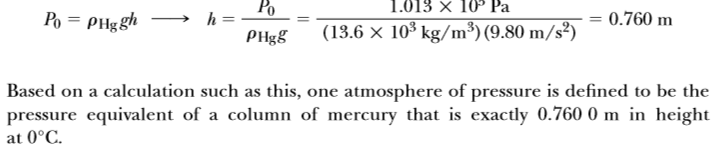 P₀ = ρHg gh ⟶ h = P₀ / ρHg g = 1.013 × 10⁵ Pa / (13.6 × 10³ kg/m³)(9.80 m/s²) = 0.760 m
Based on a calculation such as this, one atmosphere of pressure is defined to be the
pressure equivalent of a column of mercury that is exactly 0.760 0 m in height
at 0°C.